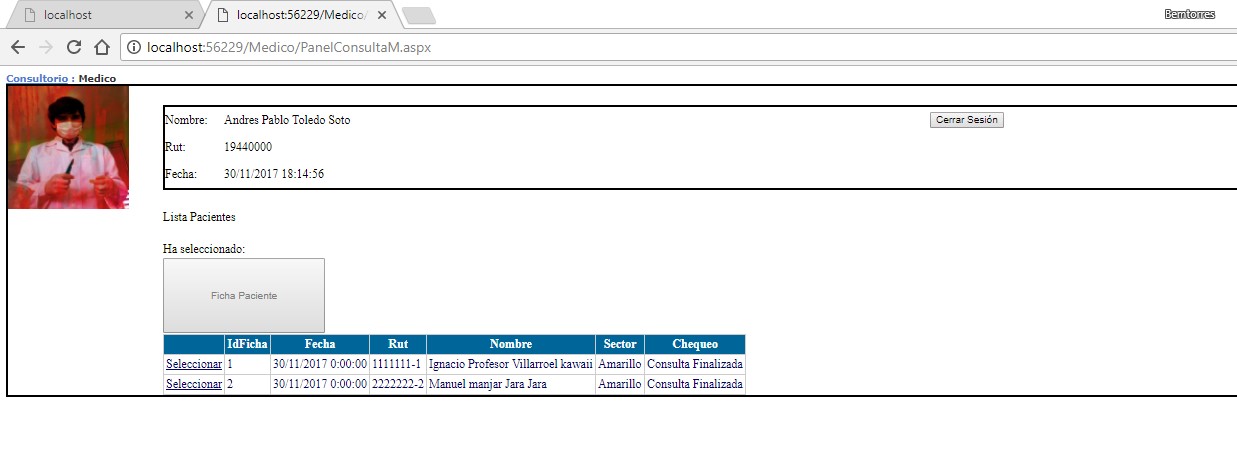 localhost
localhost:56229/Medico/
Bemtorres
localhost:56229/Medico/PanelConsultaM.aspx
Consultorio : Medico
Nombre: Andres Pablo Toledo Soto Cerrar Sesión
Rut: 19440000
Fecha: 30/11/2017 18:14:56
Lista Pacientes
Ha seleccionado:
Ficha Paciente
IdFicha Fecha Rut Nombre Sector Chequeo
Seleccionar 1 30/11/2017 0:00:00 1111111-1 Ignacio Profesor Villarroel kawaii Amarillo Consulta Finalizada
Seleccionar 2 30/11/2017 0:00:00 2222222-2 Manuel manjar Jara Jara Amarillo Consulta Finalizada